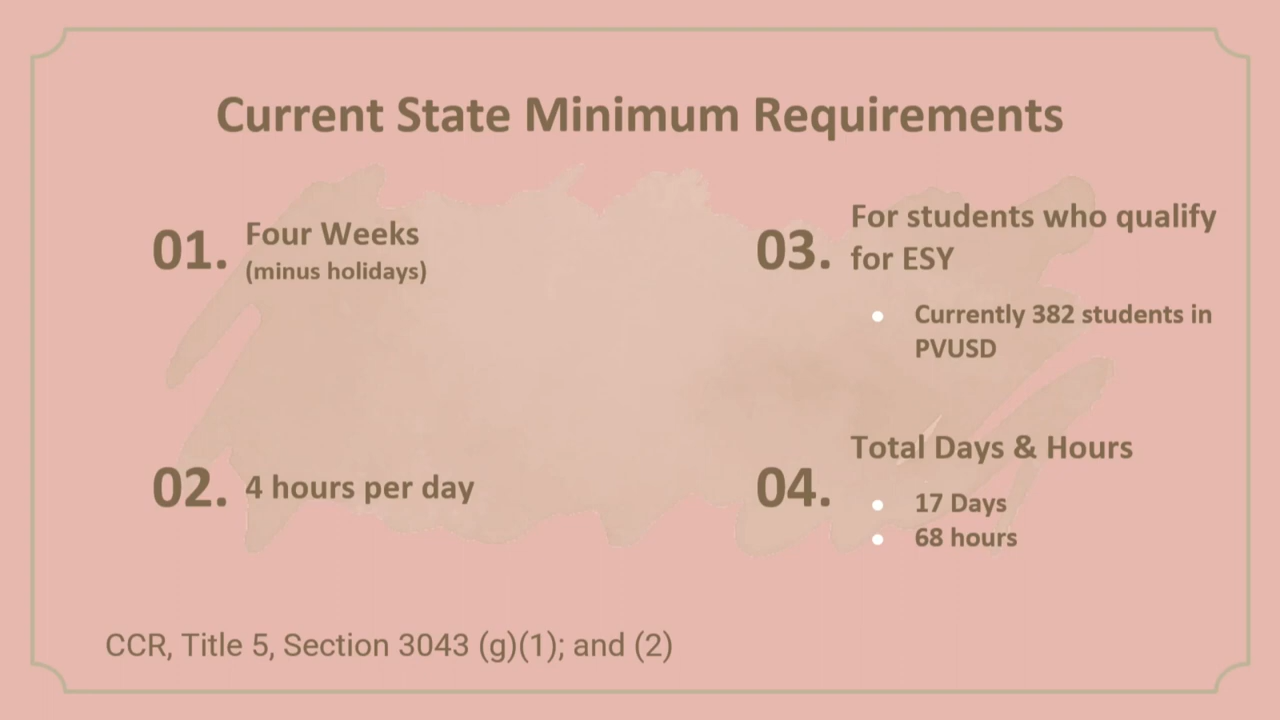 Current State Minimum Requirements
01.
Four Weeks
(minus holidays)
02.
4 hours per day
03.
For students who qualify
for ESY
Currently 382 students in
PVUSD
04.
Total Days & Hours
17 Days
68 hours
CCR, Title 5, Section 3043 (g)(1); and (2)